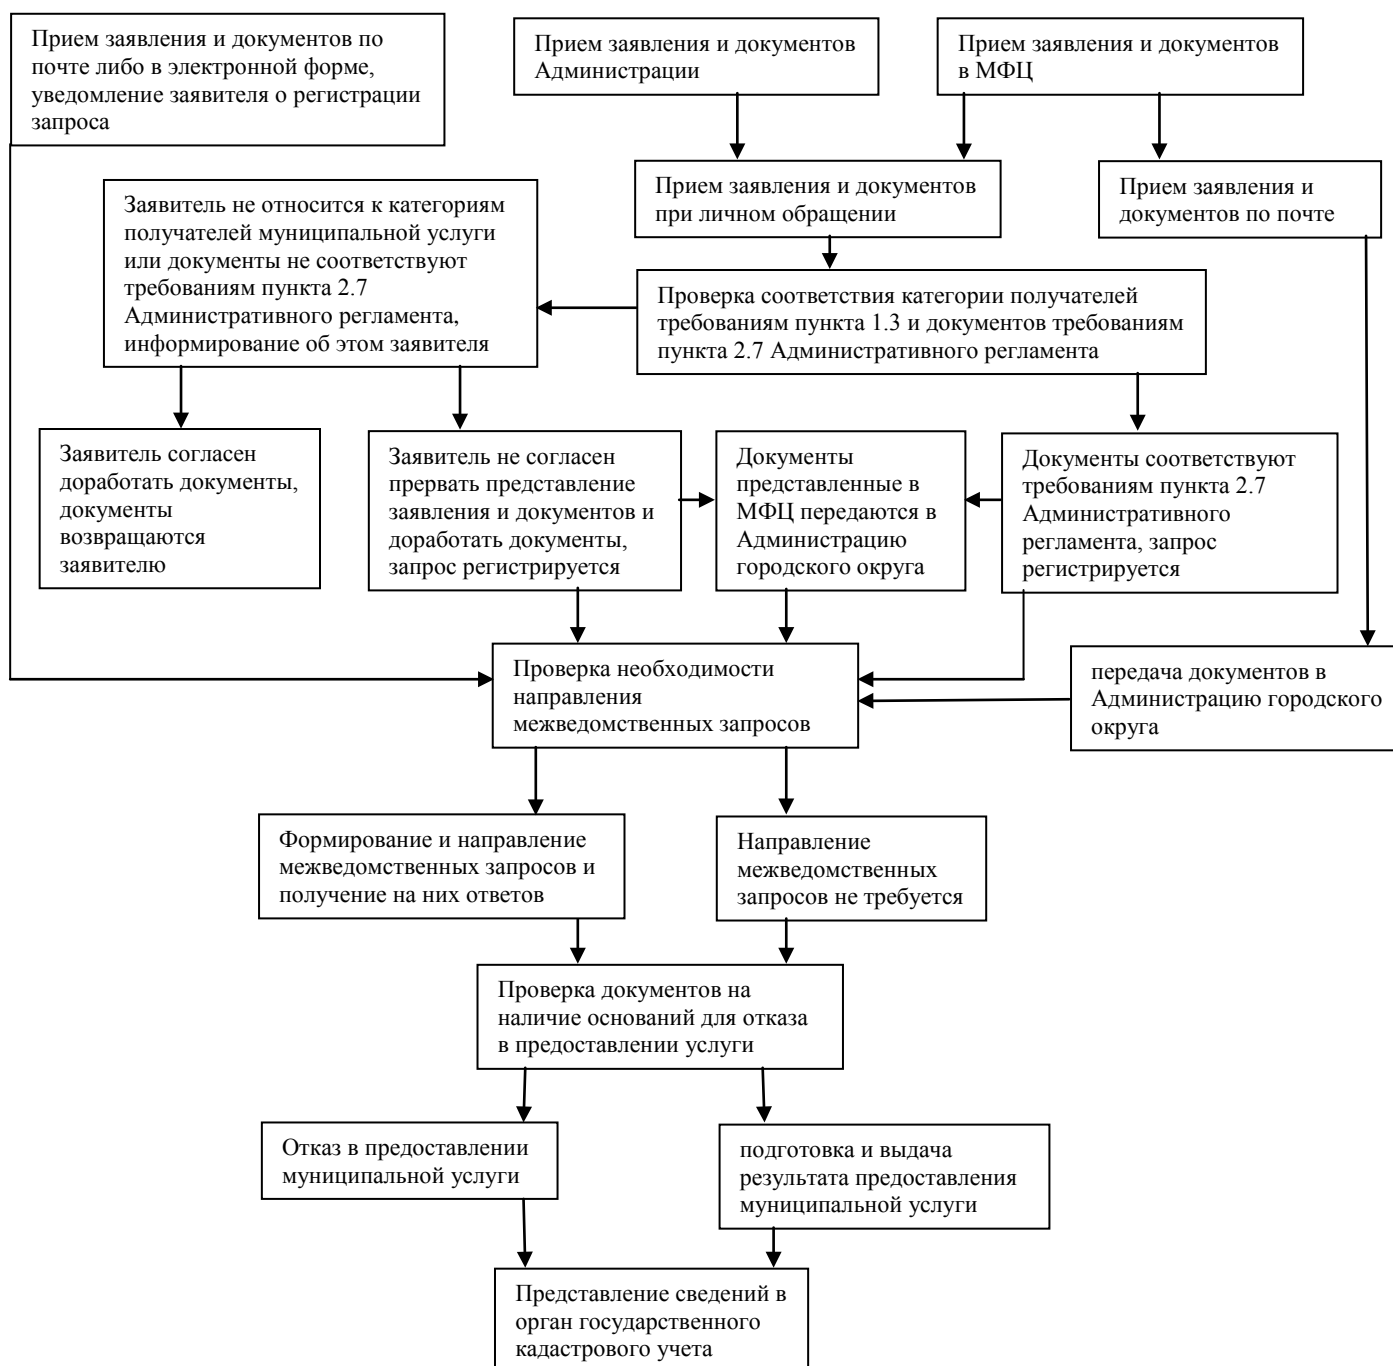 Прием заявления и документов по
почте либо в электронной форме,
уведомление заявителя о регистрации
запроса
Прием заявления и документов
Администрации
Прием заявления и документов
в МФЦ
Прием заявления и документов
при личном обращении
Прием заявления и
документов по почте
Заявитель не относится к категориям
получателей муниципальной услуги
или документы не соответствуют
требованиям пункта 2.7
Административного регламента,
информирование об этом заявителя
Проверка соответствия категории получателей
требованиям пункта 1.3 и документов требованиям
пункта 2.7 Административного регламента
Заявитель согласен
доработать документы,
документы
возвращаются
заявителю
Заявитель не согласен
прервать представление
заявления и документов и
доработать документы,
запрос регистрируется
Документы
представленные в
МФЦ передаются в
Администрацию
городского округа
Документы соответствуют
требованиям пункта 2.7
Административного
регламента, запрос
регистрируется
Проверка необходимости
направления
межведомственных запросов
передача документов в
Администрацию городского
округа
Формирование и направление
межведомственных запросов и
получение на них ответов
Направление
межведомственных
запросов не требуется
Проверка документов на
наличие оснований для отказа
в предоставлении услуги
Отказ в предоставлении
муниципальной услуги
подготовка и выдача
результата предоставления
муниципальной услуги
Представление сведений в
орган государственного
кадастрового учета